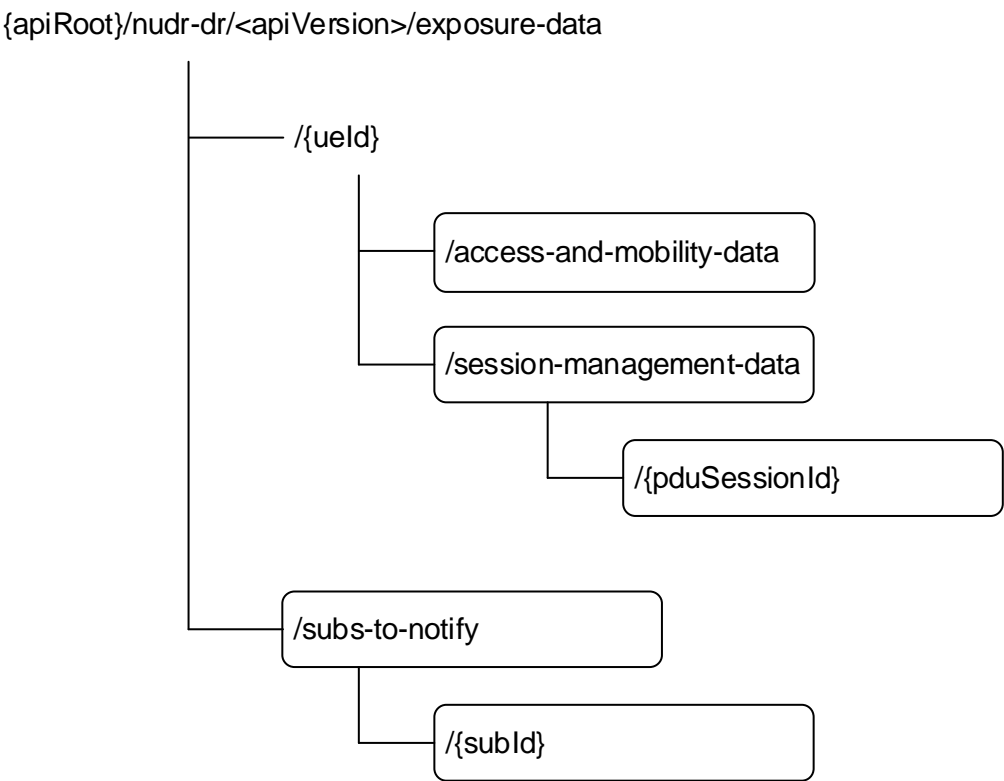 {apiRoot}/nudr-dr/<apiVersion>/exposure-data
/{ueId}
/access-and-mobility-data
/session-management-data
/{pduSessionId}
/subs-to-notify
/{subId}